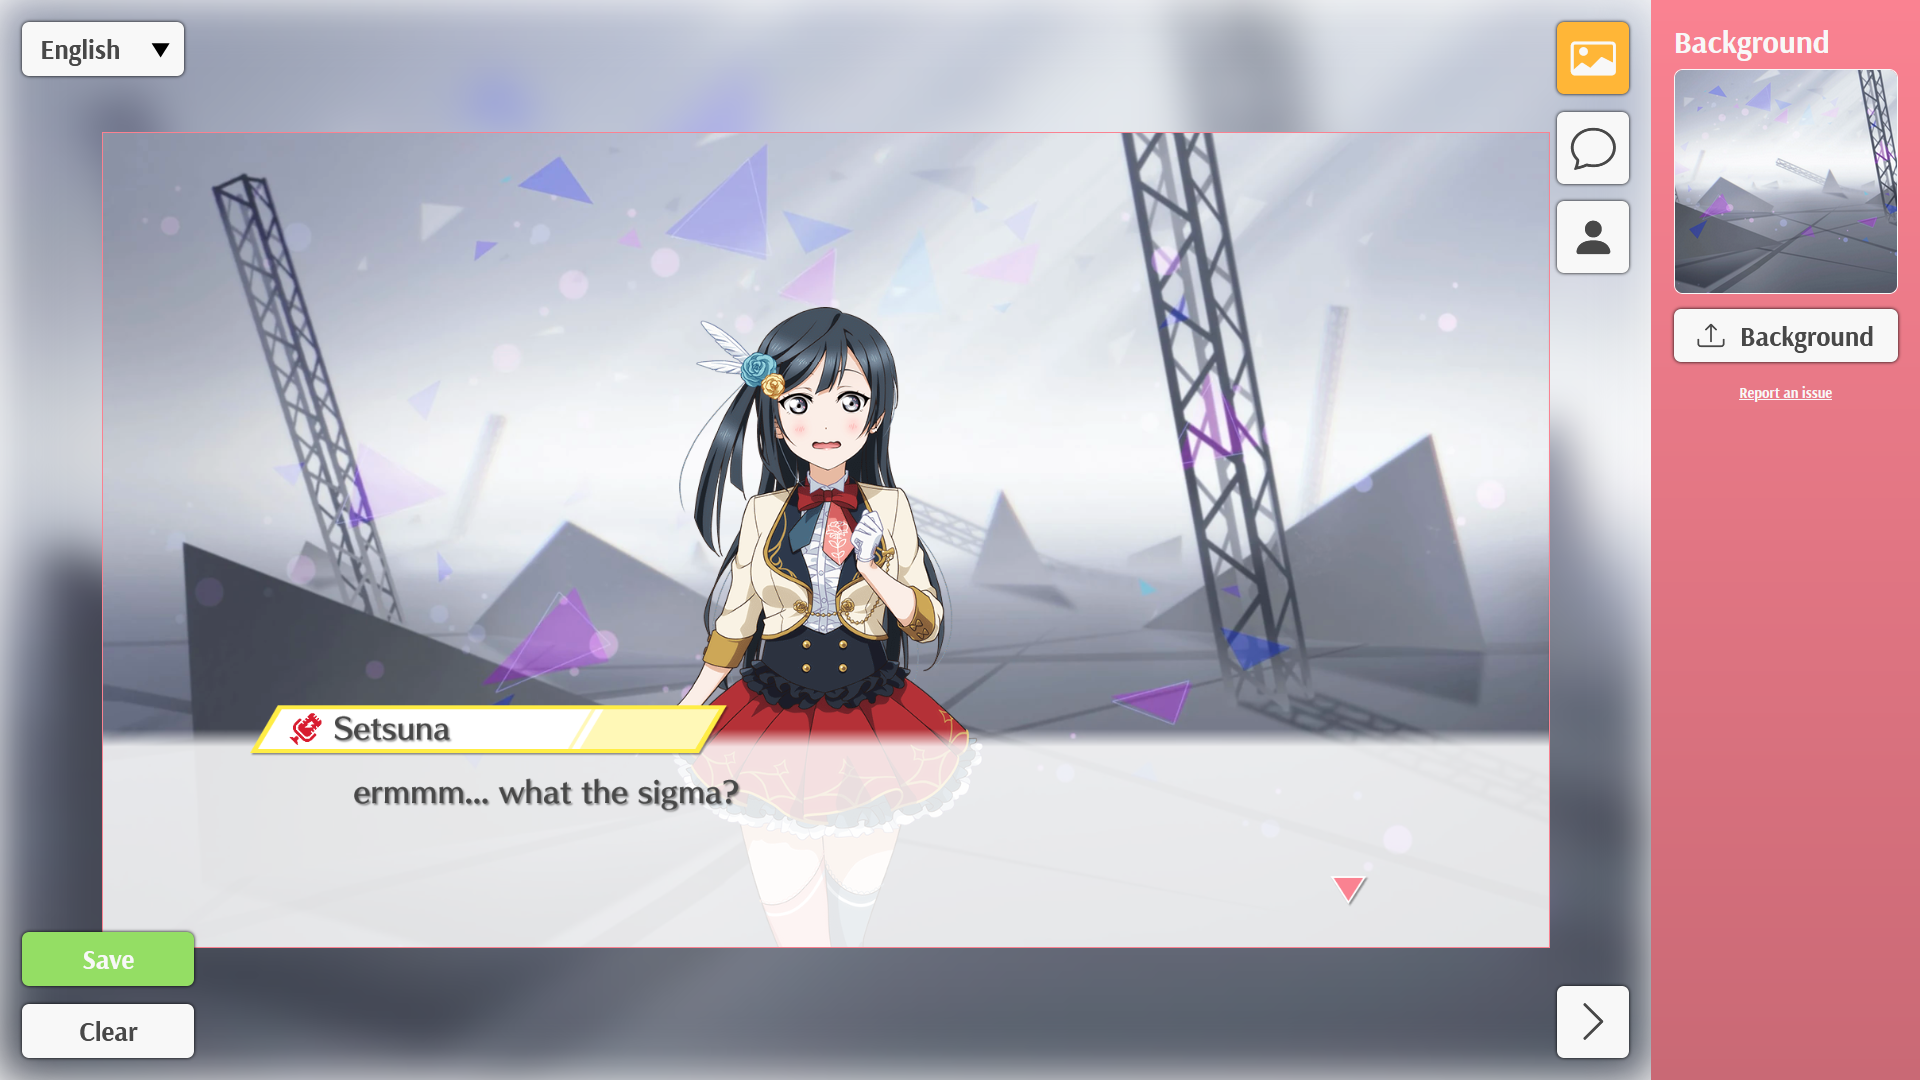 English
Background
Background
Report an issue
Setsuna
ermmm... what the sigma?
Save
Clear